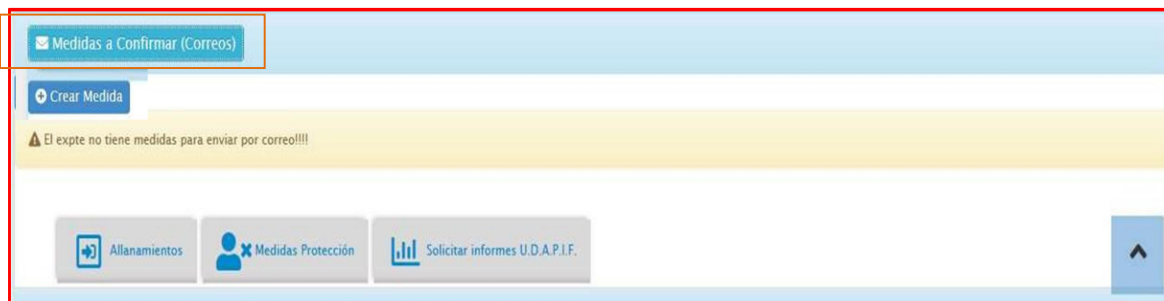 Medidas a Confirmar (Correos)
Crear Medida
El expte no tiene medidas para enviar por correo!!!!
Allanamientos
Medidas Protección
Solicitar informes U.D.A.P.I.F.